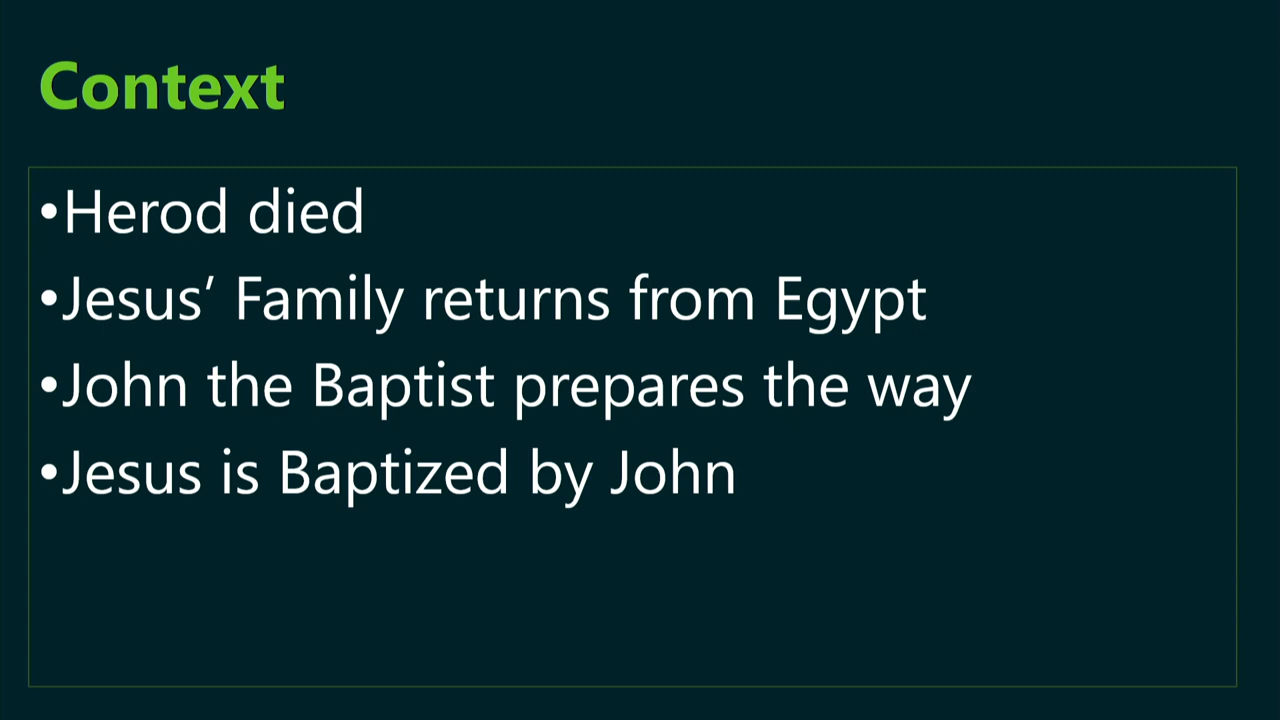 Context
•Herod died
•Jesus’ Family returns from Egypt
•John the Baptist prepares the way
•Jesus is Baptized by John